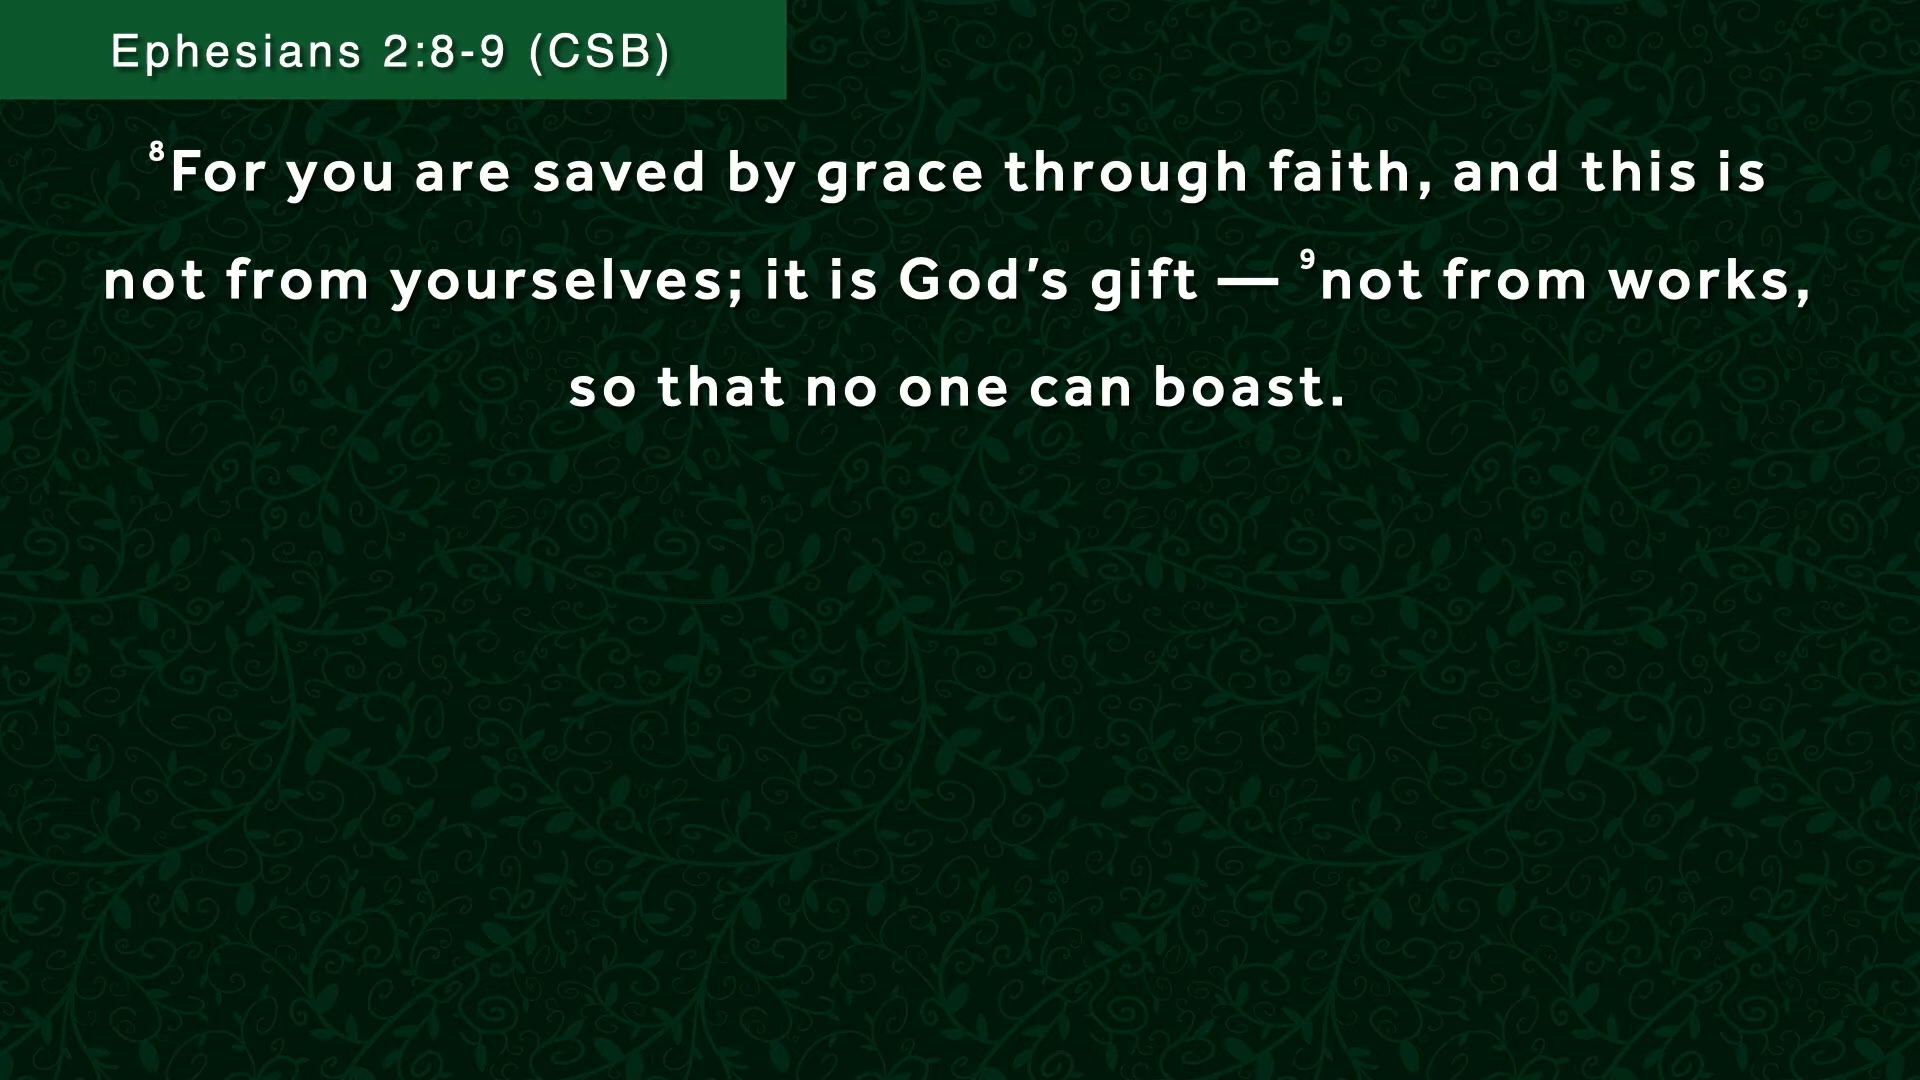 Ephesians 2:8-9 (CSB)
⁸For you are saved by grace through faith, and this is
not from yourselves; it is God’s gift — ⁹not from works,
so that no one can boast.